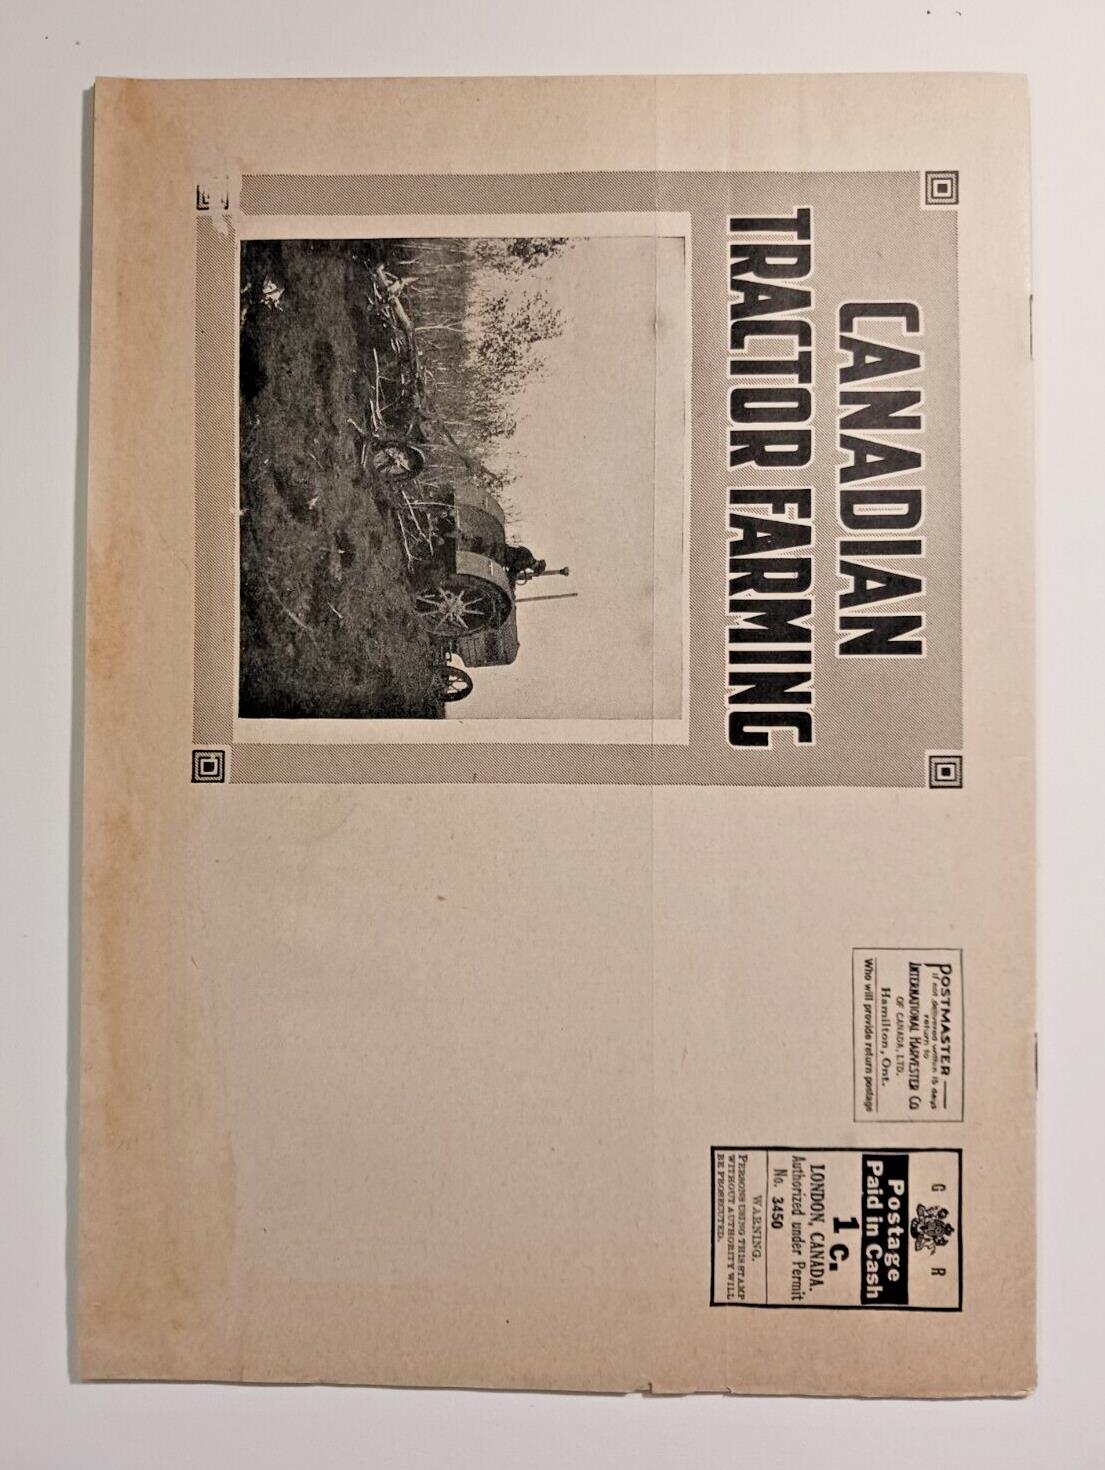 CANADIAN
TRACTOR FARMING
POSTMASTER—
If not delivered within 15 days
return to
INTERNATIONAL HARVESTER CO
OF CANADA, LTD.
Hamilton, Ont.
Who will provide return postage
G R
Postage
Paid in Cash
1 c.
LONDON, CANADA.
Authorized under Permit
No. 3450
WARNING.
PERSONS USING THIS STAMP
WITHOUT AUTHORITY WILL
BE PROSECUTED.